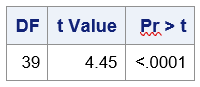 DF t Value Pr > t
39 4.45 <.0001